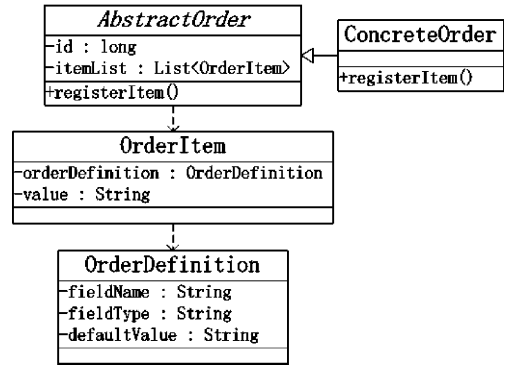 AbstractOrder
-id : long
-itemList : List<OrderItem>
+registerItem()
ConcreteOrder
+registerItem()
OrderItem
-orderDefinition : OrderDefinition
-value : String
OrderDefinition
-fieldName : String
-fieldType : String
-defaultValue : String